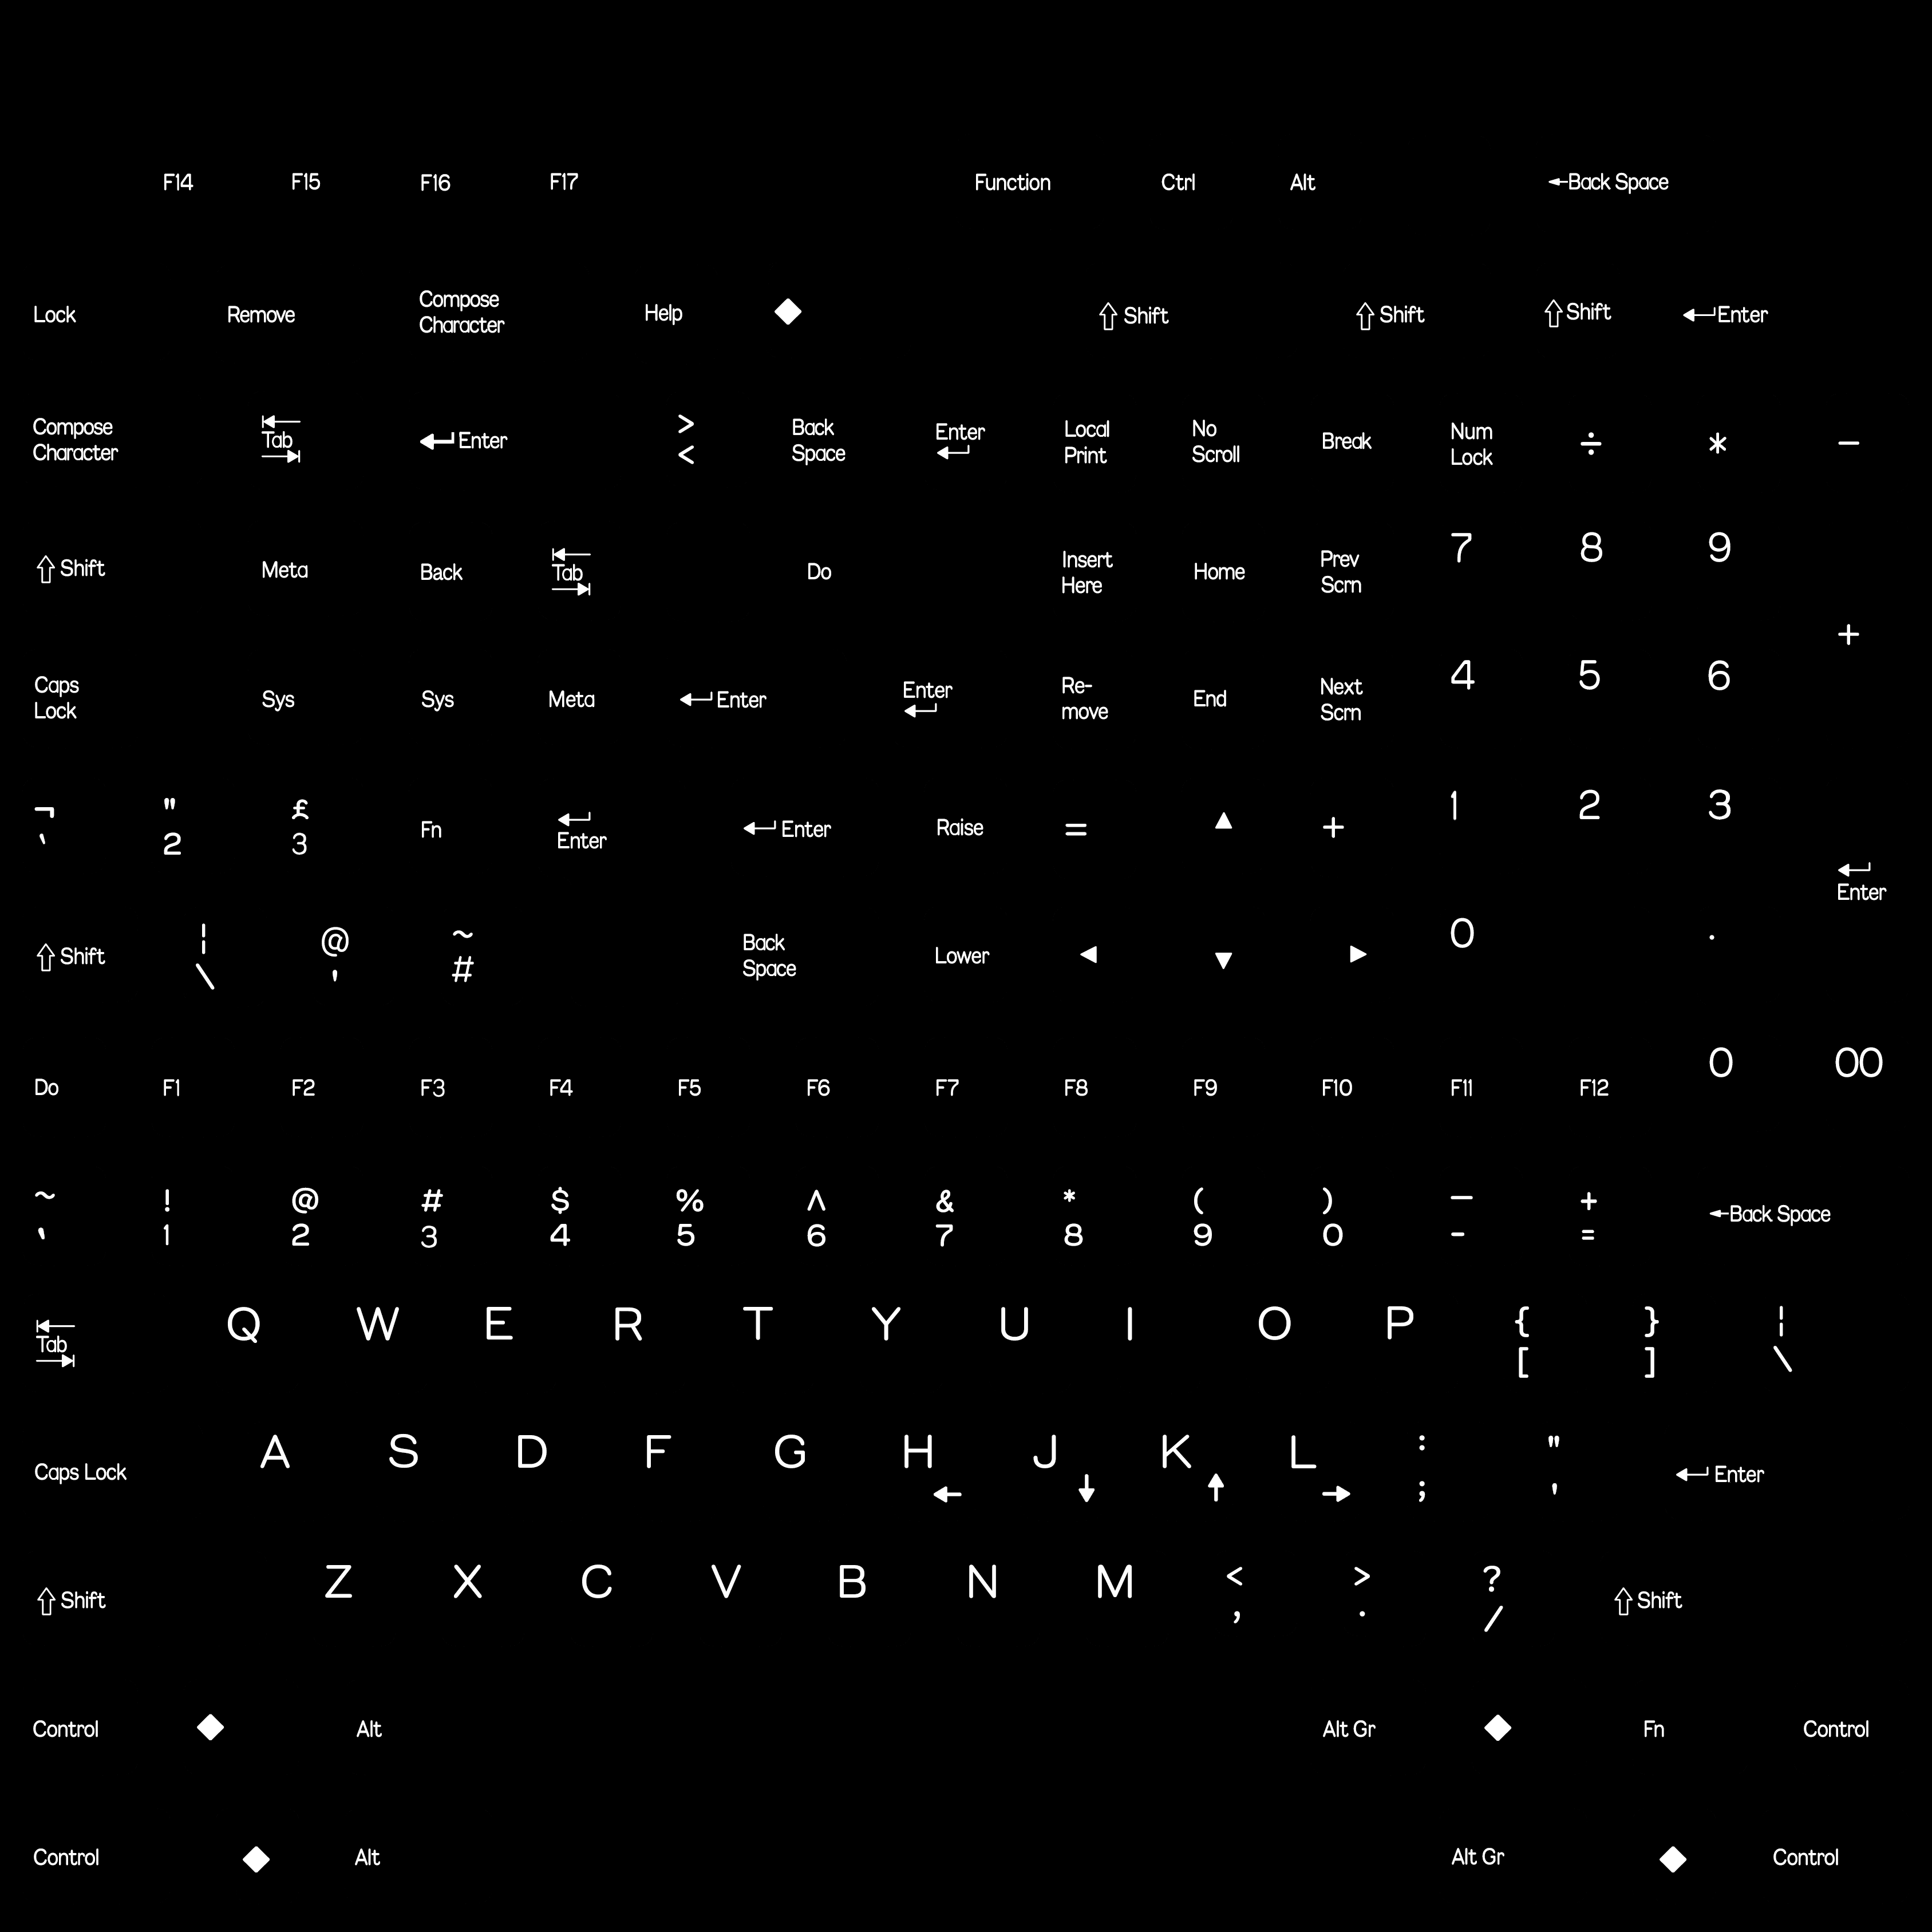 F14 F15 F16 F17 Function Ctrl Alt ←Back Space
Lock Remove Compose Character Help ◆ ⇧ Shift ⇧ Shift ⇧ Shift ↵ Enter
Compose Character Tab ↵ Enter > < Back Space Enter ↵ Local Print No Scroll Break Num Lock ÷ * −
⇧ Shift Meta Back Tab Do Insert Here Home Prev Scrn 7 8 9
+
Caps Lock Sys Sys Meta ↵ Enter Enter ↵ Re- move End Next Scrn 4 5 6
¬ ` " 2 £ 3 Fn ↵ Enter ↵ Enter Raise = ▲ + 1 2 3
↵ Enter
⇧ Shift ¦ \ @ ' ~ # Back Space Lower ◀ ▼ ▶ 0 .
Do F1 F2 F3 F4 F5 F6 F7 F8 F9 F10 F11 F12 0 00
~ ! @ # $ % ^ & * ( ) _ +
` 1 2 3 4 5 6 7 8 9 0 - = ←Back Space
Tab Q W E R T Y U I O P { [ } ] ¦ \
Caps Lock A S D F G H ← J ↓ K ↑ L → : ; " ' ↵ Enter
⇧ Shift Z X C V B N M < , > . ? / ⇧ Shift
Control ◆ Alt Alt Gr ◆ Fn Control
Control ◆ Alt Alt Gr ◆ Control